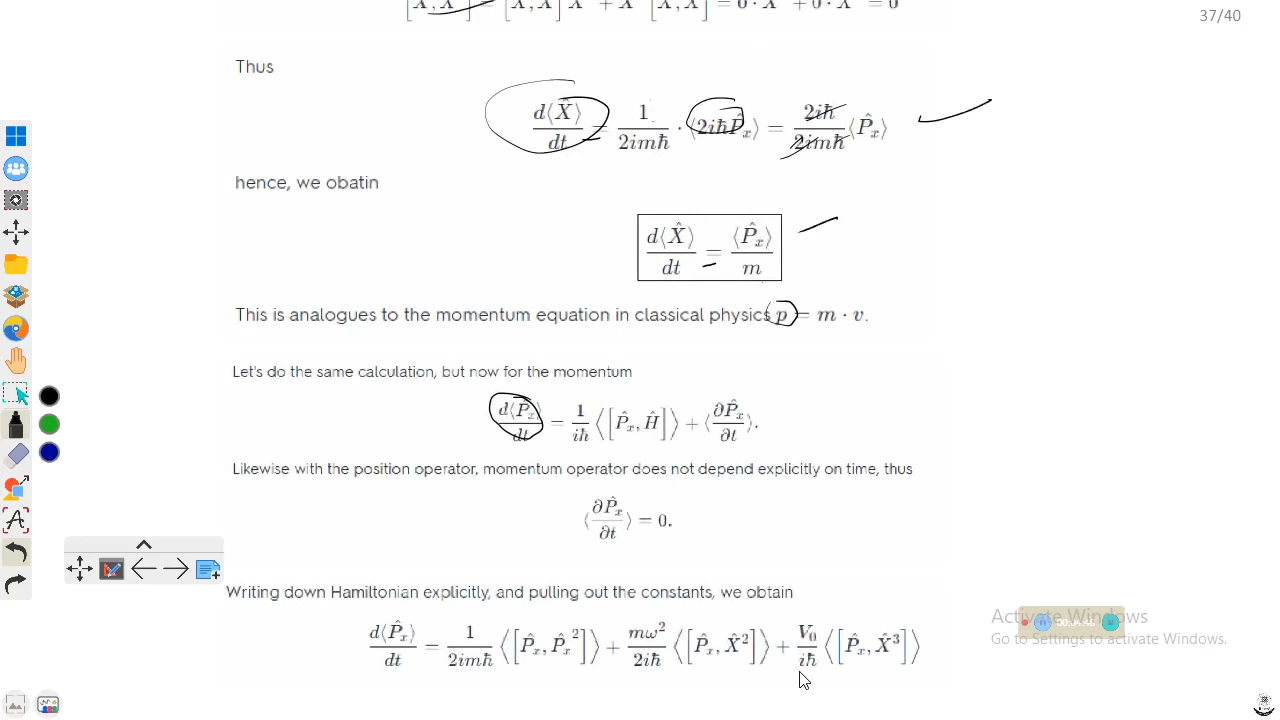 37/40
[X̂, X̂ ] = [X̂, X̂] X̂ + X̂ [X̂, X̂] = 0 · X̂ + 0 · X̂ = 0
Thus
d⟨X̂⟩/dt = 1/2imħ · ⟨2iħP̂ₓ⟩ = 2iħ/2imħ ⟨P̂ₓ⟩
hence, we obatin
d⟨X̂⟩/dt = ⟨P̂ₓ⟩/m
This is analogues to the momentum equation in classical physics p = m · v.
Let's do the same calculation, but now for the momentum
d⟨P̂ₓ⟩/dt = 1/iħ ⟨[P̂ₓ, Ĥ]⟩ + ⟨∂P̂ₓ/∂t⟩.
Likewise with the position operator, momentum operator does not depend explicitly on time, thus
⟨∂P̂ₓ/∂t⟩ = 0.
Writing down Hamiltonian explicitly, and pulling out the constants, we obtain
d⟨P̂ₓ⟩/dt = 1/2imħ ⟨[P̂ₓ, P̂ₓ²]⟩ + mω²/2iħ ⟨[P̂ₓ, X̂²]⟩ + V₀/iħ ⟨[P̂ₓ, X̂³]⟩
Activate Windows
Go to Settings to activate Windows.